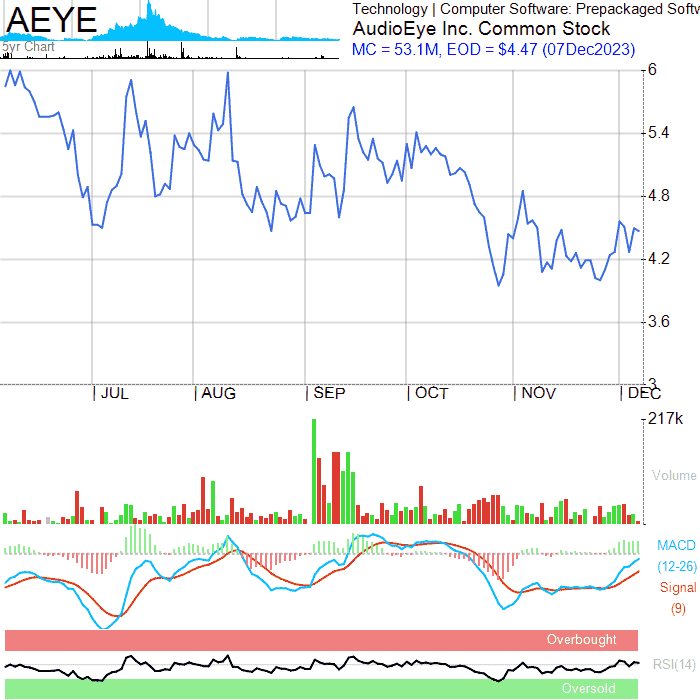 AEYE
5yr Chart
Technology | Computer Software: Prepackaged Softw
AudioEye Inc. Common Stock
MC = 53.1M, EOD = $4.47 (07Dec2023)
6
5.4
4.8
4.2
3.6
3
JUL AUG SEP OCT NOV DEC
217k
Volume
MACD
(12-26)
Signal
(9)
Overbought
RSI(14)
Oversold